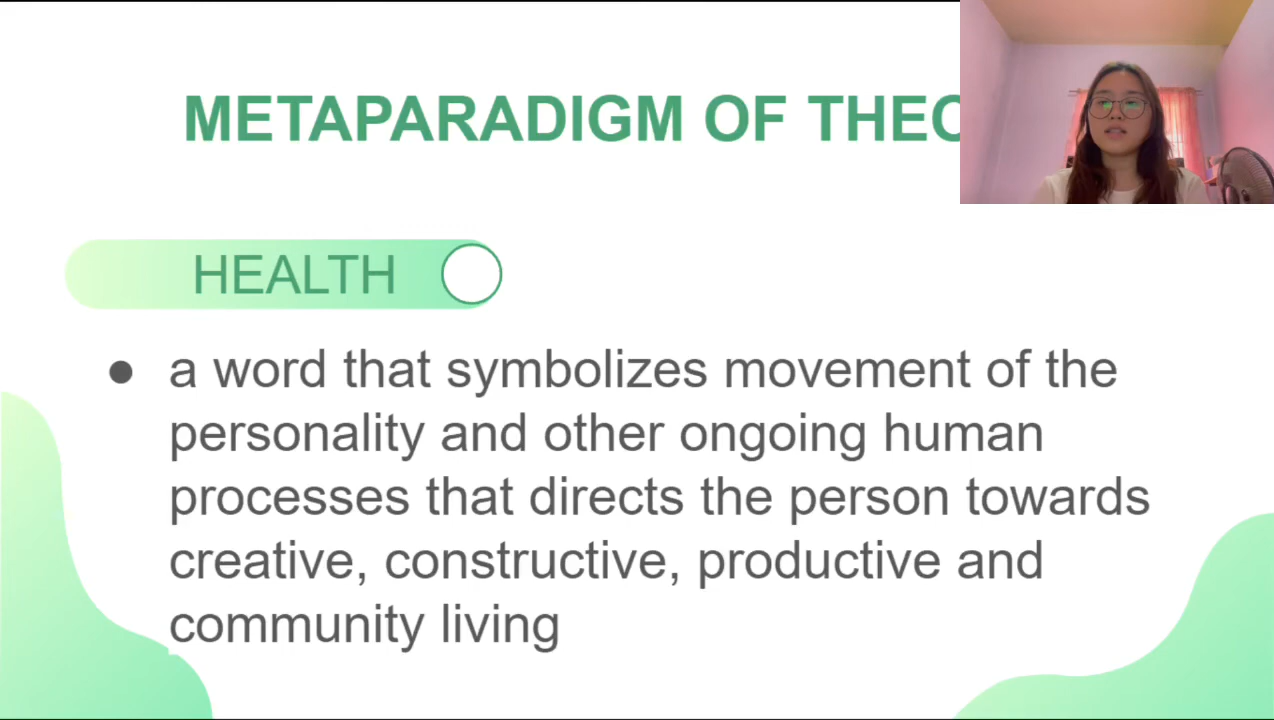 METAPARADIGM OF
HEALTH
● a word that symbolizes movement of the
personality and other ongoing human
processes that directs the person towards
creative, constructive, productive and
community living